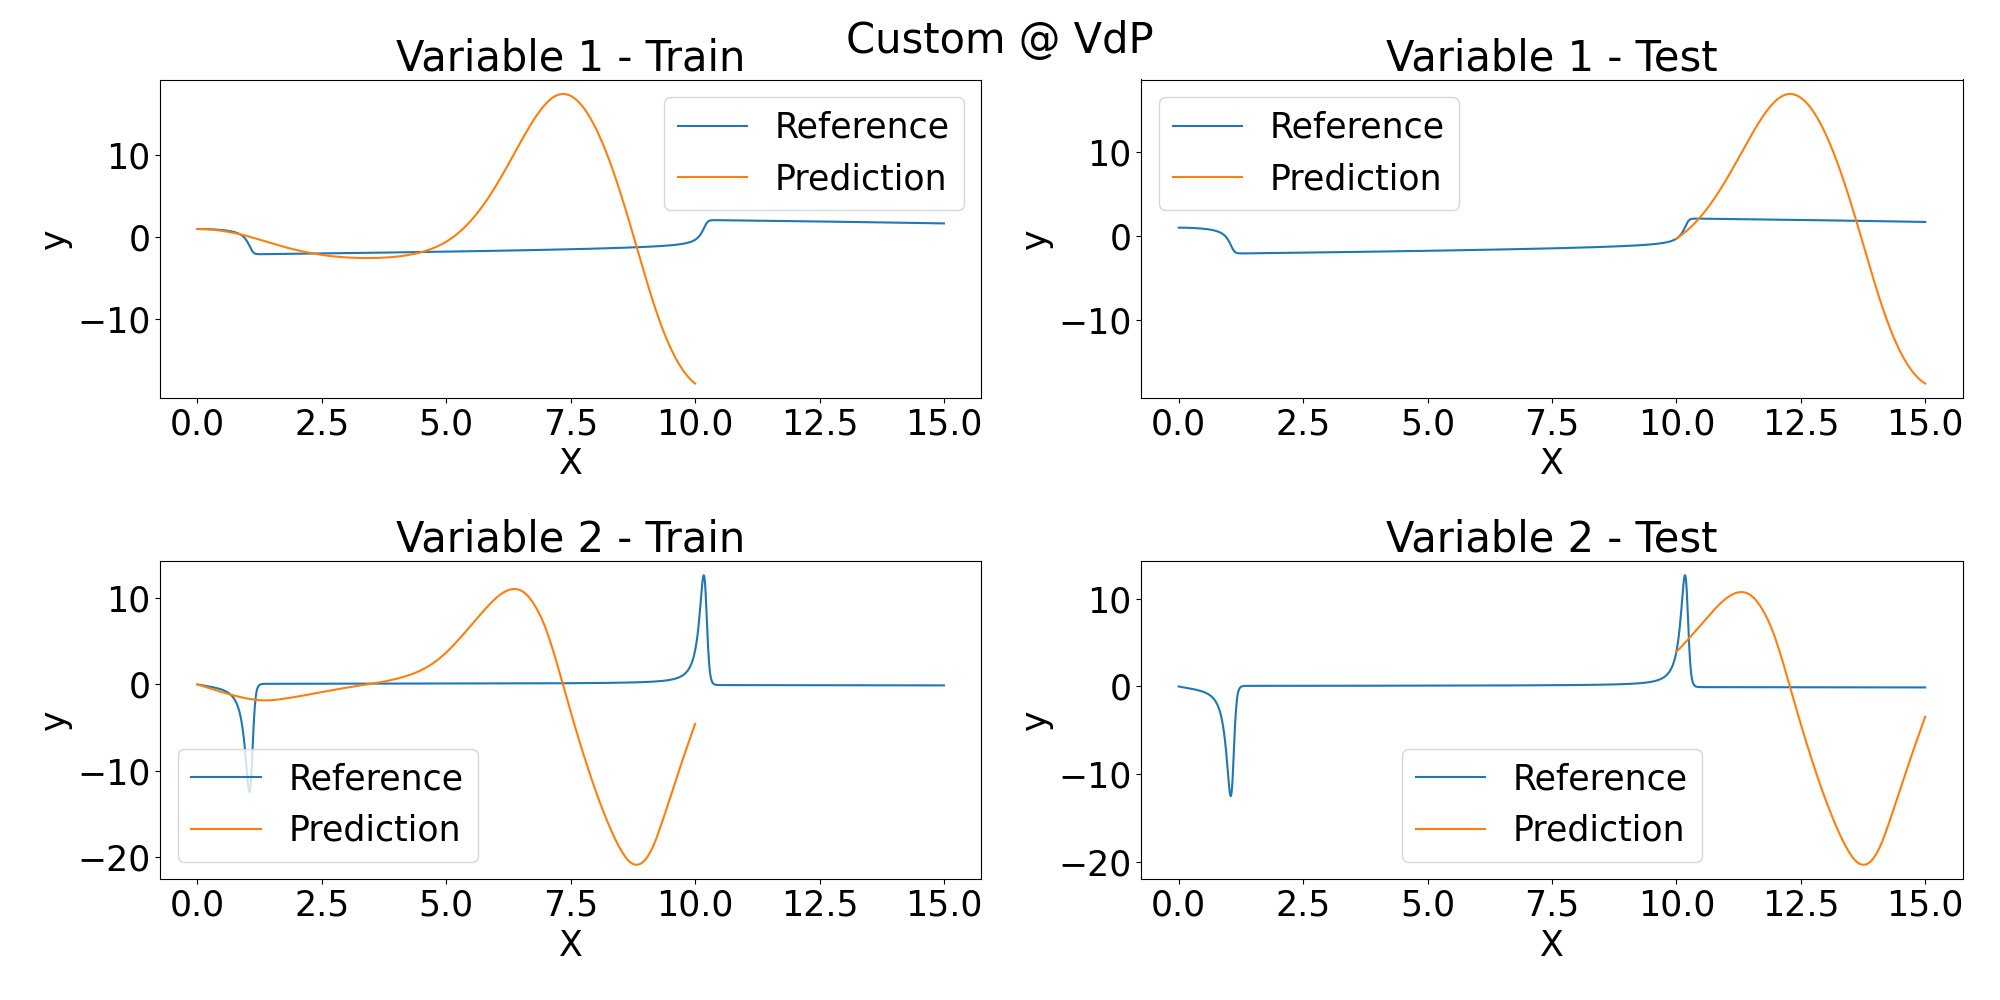 Custom @ VdP
Variable 1 - Train
10
0
−10
y
0.0 2.5 5.0 7.5 10.0 12.5 15.0
X
Reference
Prediction
Variable 1 - Test
10
0
−10
y
0.0 2.5 5.0 7.5 10.0 12.5 15.0
X
Reference
Prediction
Variable 2 - Train
10
0
−10
−20
y
0.0 2.5 5.0 7.5 10.0 12.5 15.0
X
Reference
Prediction
Variable 2 - Test
10
0
−10
−20
y
0.0 2.5 5.0 7.5 10.0 12.5 15.0
X
Reference
Prediction